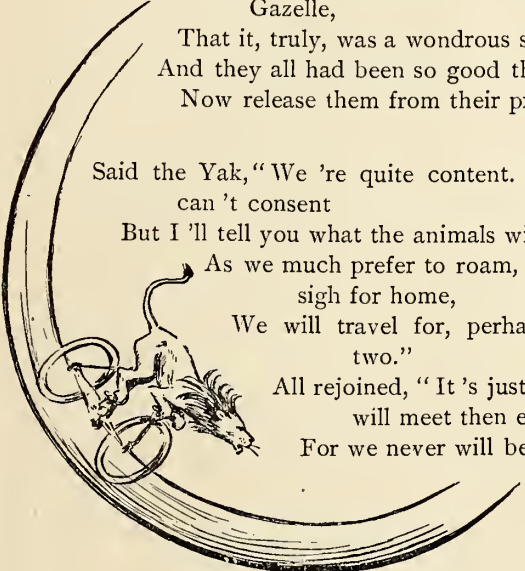 Gazelle,
That it, truly, was a wondrous
And they all had been so good
Now release them from their
Said the Yak, "We 're quite content.
can 't consent
But I 'll tell you what the animals
As we much prefer to roam,
sigh for home,
We will travel for,
two."
All rejoined, " It 's just
will meet then
For we never will